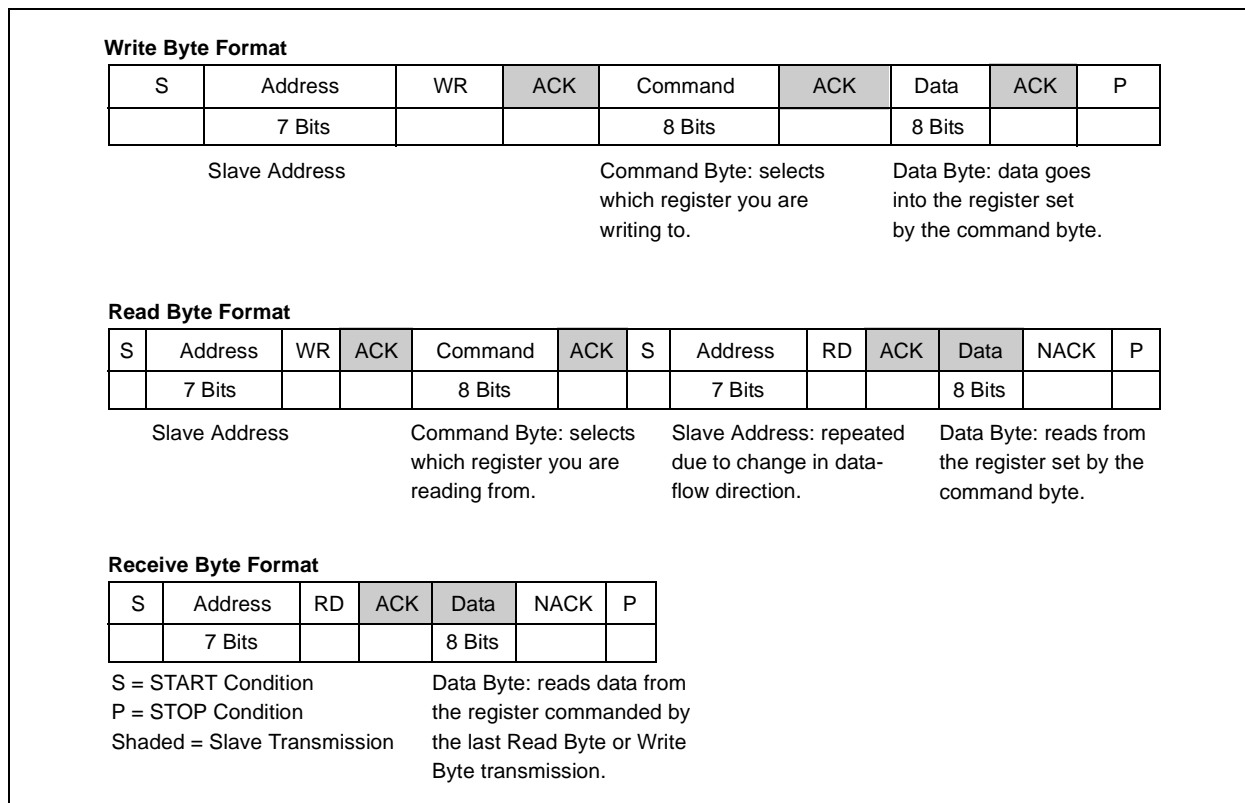 Write Byte Format
S Address WR ACK Command ACK Data ACK P
7 Bits 8 Bits 8 Bits
Slave Address
Command Byte: selects
which register you are
writing to.
Data Byte: data goes
into the register set
by the command byte.
Read Byte Format
S Address WR ACK Command ACK S Address RD ACK Data NACK P
7 Bits 8 Bits 7 Bits 8 Bits
Slave Address
Command Byte: selects
which register you are
reading from.
Slave Address: repeated
due to change in data-
flow direction.
Data Byte: reads from
the register set by the
command byte.
Receive Byte Format
S Address RD ACK Data NACK P
7 Bits 8 Bits
S = START Condition
P = STOP Condition
Shaded = Slave Transmission
Data Byte: reads data from
the register commanded by
the last Read Byte or Write
Byte transmission.